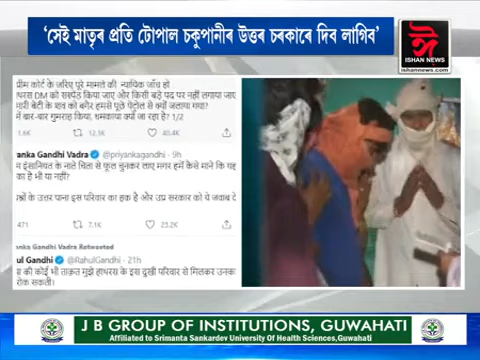 ‘সেই মাতৃৰ প্ৰতি টোপাল চকুপানীৰ উত্তৰ চৰকাৰে দিব লাগিব’
ISHAN NEWS
ishannews.com
प्रीम कोर्ट के जरिए पूरे मामले की न्यायिक जाँच हो
थरस DM को सस्पेंड किया जाए और किसी बड़े पद पर नहीं लगाया जाए
मारी बेटी के शव को बगैर हमसे पूछे पेट्रोल से क्यों जलाया गया?
में बार-बार गुमराह किया, धमकाया क्यों जा रहा है? 1/2
1.6K 12.5K 40.4K
anka Gandhi Vadra @priyankagandhi · 9h
म इंसानियत के नाते चिता से फूल चुनकर लाए मगर हमें कैसे माने कि यह
का है भी या नहीं?
श्नों के उत्तर पाना इस परिवार का हक है और उप्र सरकार को ये जवाब दे
471 7.1K 23.2K
anka Gandhi Vadra Retweeted
ul Gandhi @RahulGandhi · 21h
ा की कोई भी ताक़त मुझे हाथरस के इस दुखी परिवार से मिलकर उनका
रोक सकती।
J B GROUP OF INSTITUTIONS, GUWAHATI
Affiliated to Srimanta Sankardev University Of Health Sciences,Guwahati